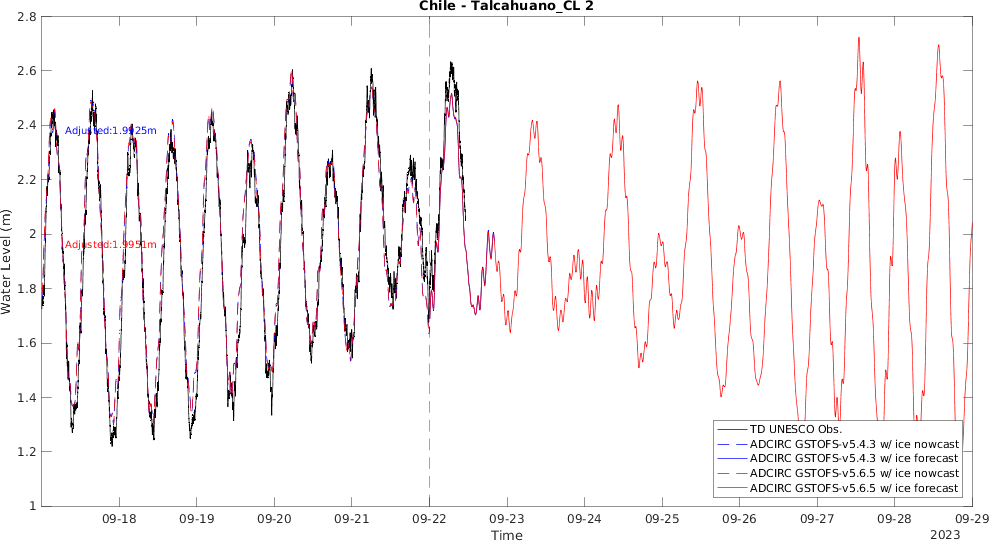 Chile - Talcahuano_CL 2
2.8
2.6
2.4
2.2
2
1.8
1.6
1.4
1.2
1
Water Level (m)
Adjusted:1.9925m
Adjusted:1.9951m
TD UNESCO Obs.
ADCIRC GSTOFS-v5.4.3 w/ ice nowcast
ADCIRC GSTOFS-v5.4.3 w/ ice forecast
ADCIRC GSTOFS-v5.6.5 w/ ice nowcast
ADCIRC GSTOFS-v5.6.5 w/ ice forecast
09-18 09-19 09-20 09-21 09-22 09-23 09-24 09-25 09-26 09-27 09-28 09-29
Time
2023